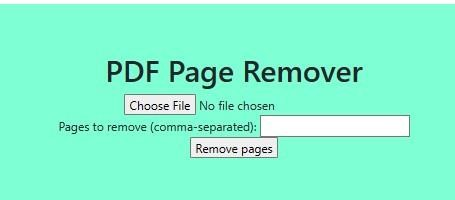 PDF Page Remover
Choose File No file chosen
Pages to remove (comma-separated):
Remove pages